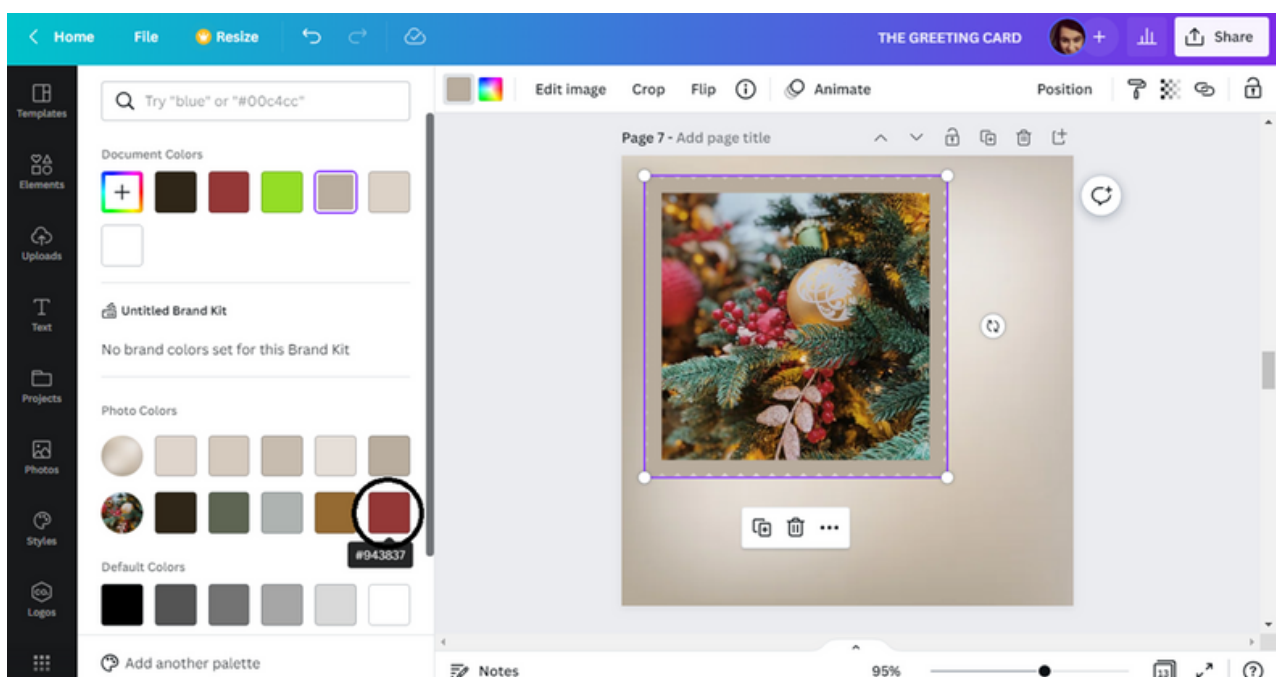 Home File Resize THE GREETING CARD + Share
Templates
Elements
Uploads
Text
Projects
Photos
Styles
CO.
Logos
Try "blue" or "#00c4cc"
Document Colors
+
Untitled Brand Kit
No brand colors set for this Brand Kit
Photo Colors
#943837
Default Colors
Add another palette
Edit image Crop Flip Animate Position
Page 7 - Add page title
Notes 95% 13 ?